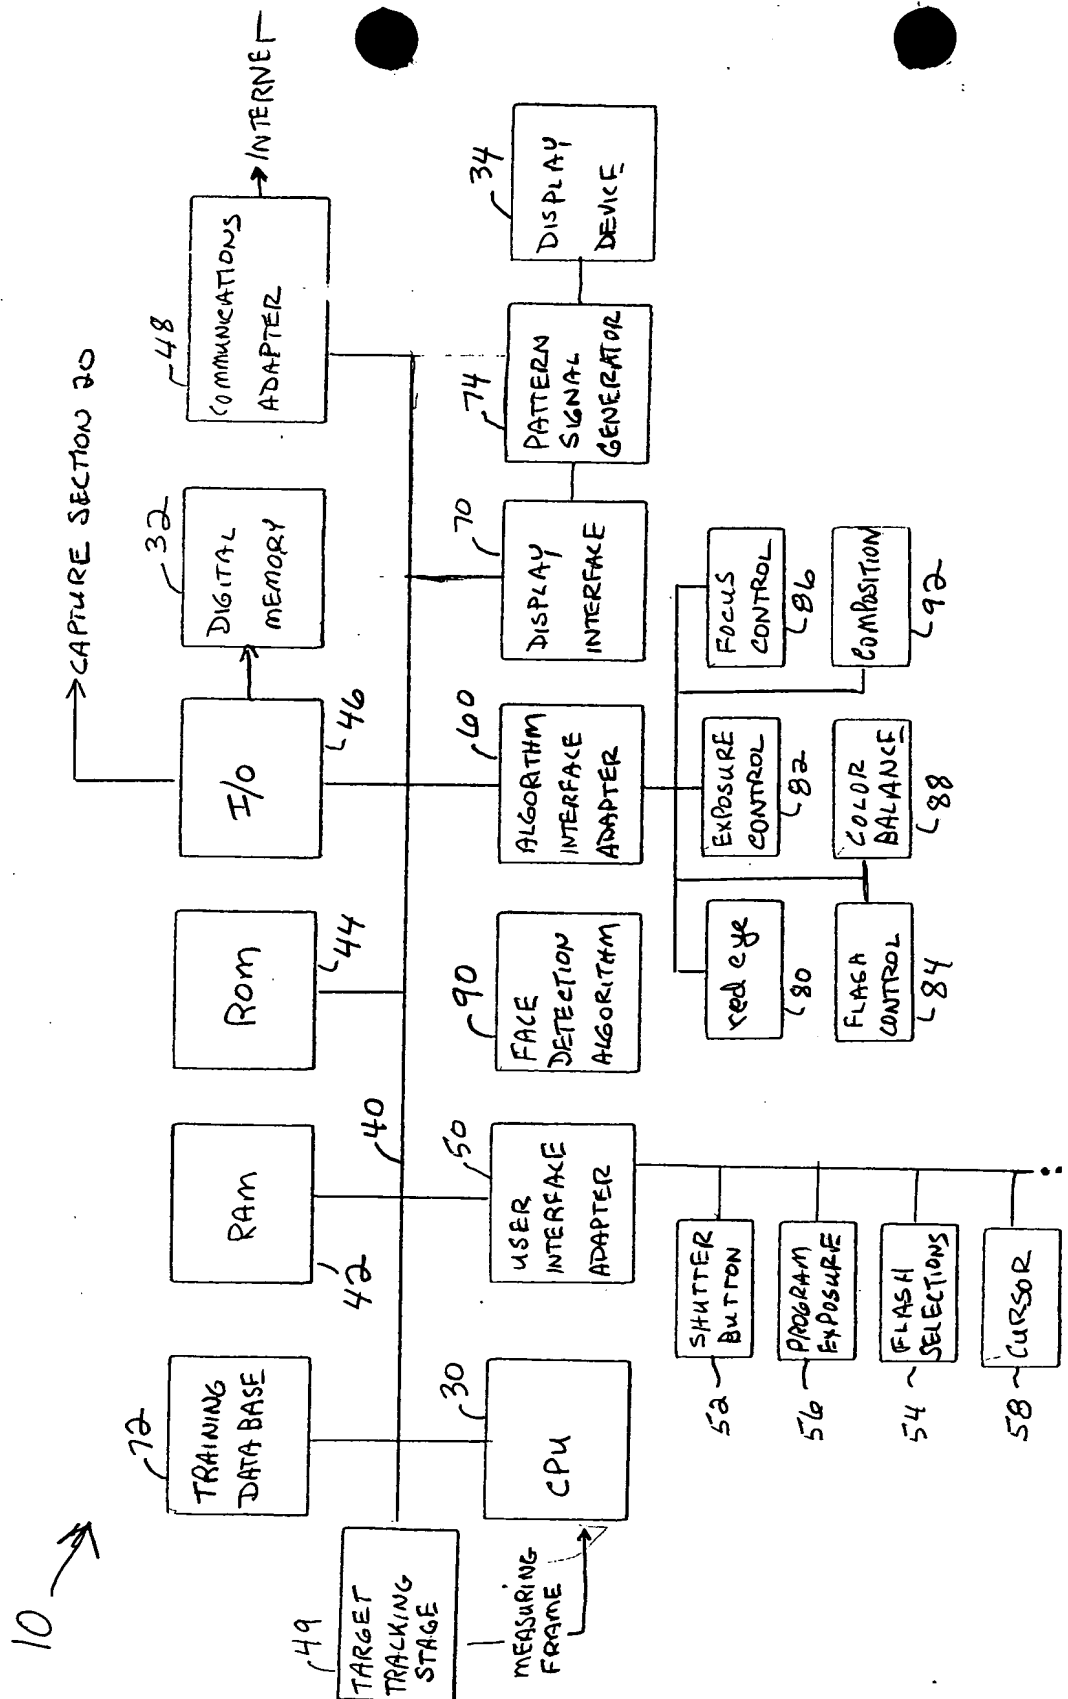 10
CAPTURE SECTION 20
72
TRAINING
DATABASE
RAM
42
ROM
44
I/O
46
32
DIGITAL
MEMORY
48
COMMUNICATIONS
ADAPTER
INTERNET
49
TARGET
TRACKING
STAGE
MEASURING
FRAME
40
30
CPU
50
USER
INTERFACE
ADAPTER
90
FACE
DETECTION
ALGORITHM
60
ALGORITHM
INTERFACE
ADAPTER
70
DISPLAY
INTERFACE
74
PATTERN
SIGNAL
GENERATOR
34
DISPLAY
DEVICE
52
SHUTTER
BUTTON
56
PROGRAM
EXPOSURE
54
FLASH
SELECTIONS
58
CURSOR
red eye
80
EXPOSURE
CONTROL
82
FOCUS
CONTROL
86
FLASH
CONTROL
84
COLOR
BALANCE
88
COMPOSITION
92